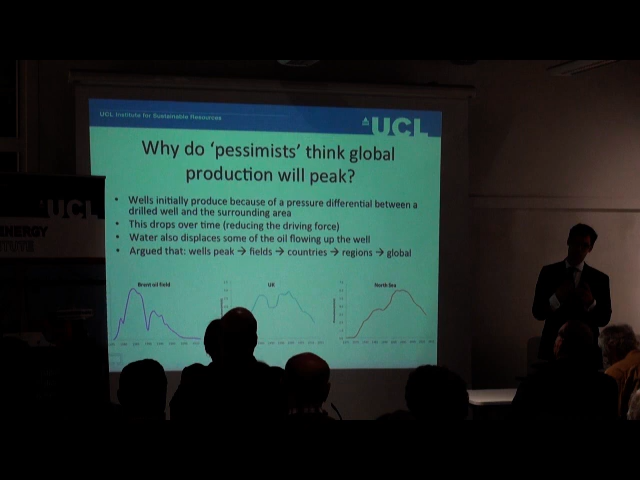 UCL Institute for Sustainable Resources
UCL
Why do 'pessimists' think global
production will peak?
• Wells initially produce because of a pressure differential between a
drilled well and the surrounding area
• This drops over time (reducing the driving force)
• Water also displaces some of the oil flowing up the well
• Argued that: wells peak → fields → countries → regions → global
Brent oil field
UK
North Sea
UCL
ENERGY